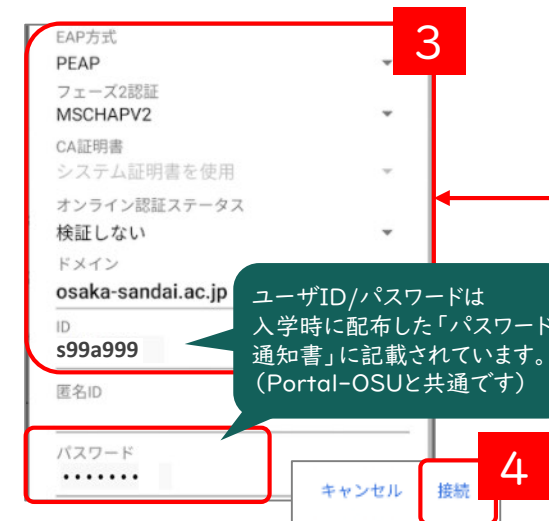 3
EAP方式
PEAP
フェーズ2認証
MSCHAPV2
CA証明書
システム証明書を使用
オンライン認証ステータス
検証しない
ドメイン
osaka-sandai.ac.jp
ID
s99a999
ユーザID/パスワードは
入学時に配布した「パスワード
通知書」に記載されています。
(Portal-OSUと共通です)
匿名ID
パスワード
•••••••
キャンセル 接続
4